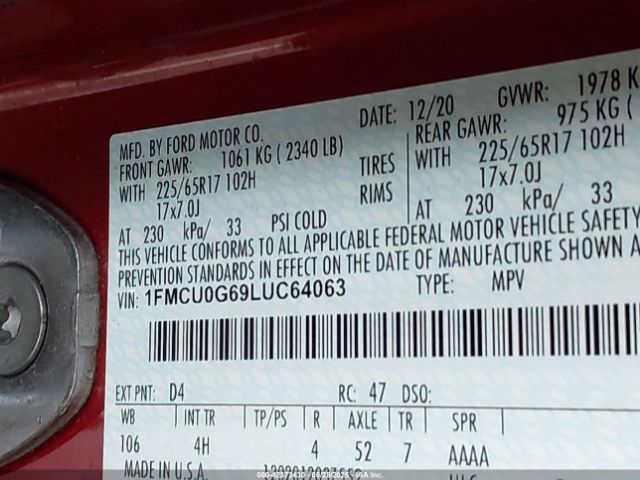 DATE: 12/20 GVWR: 1978 K
MFD. BY FORD MOTOR CO.
FRONT GAWR: 1061 KG ( 2340 LB) REAR GAWR: 975 KG (
WITH 225/65R17 102H TIRES WITH 225/65R17 102H
17x7.0J RIMS 17x7.0J
AT 230 kPa/ 33 PSI COLD AT 230 kPa/ 33
THIS VEHICLE CONFORMS TO ALL APPLICABLE FEDERAL MOTOR VEHICLE SAFETY
PREVENTION STANDARDS IN EFFECT ON THE DATE OF MANUFACTURE SHOWN A
VIN: 1FMCU0G69LUC64063 TYPE: MPV
EXT PNT: D4 RC: 47 DSO:
WB INT TR TP/PS R AXLE TR SPR
106 4H 4 52 7 AAAA
MADE IN U.S.A.